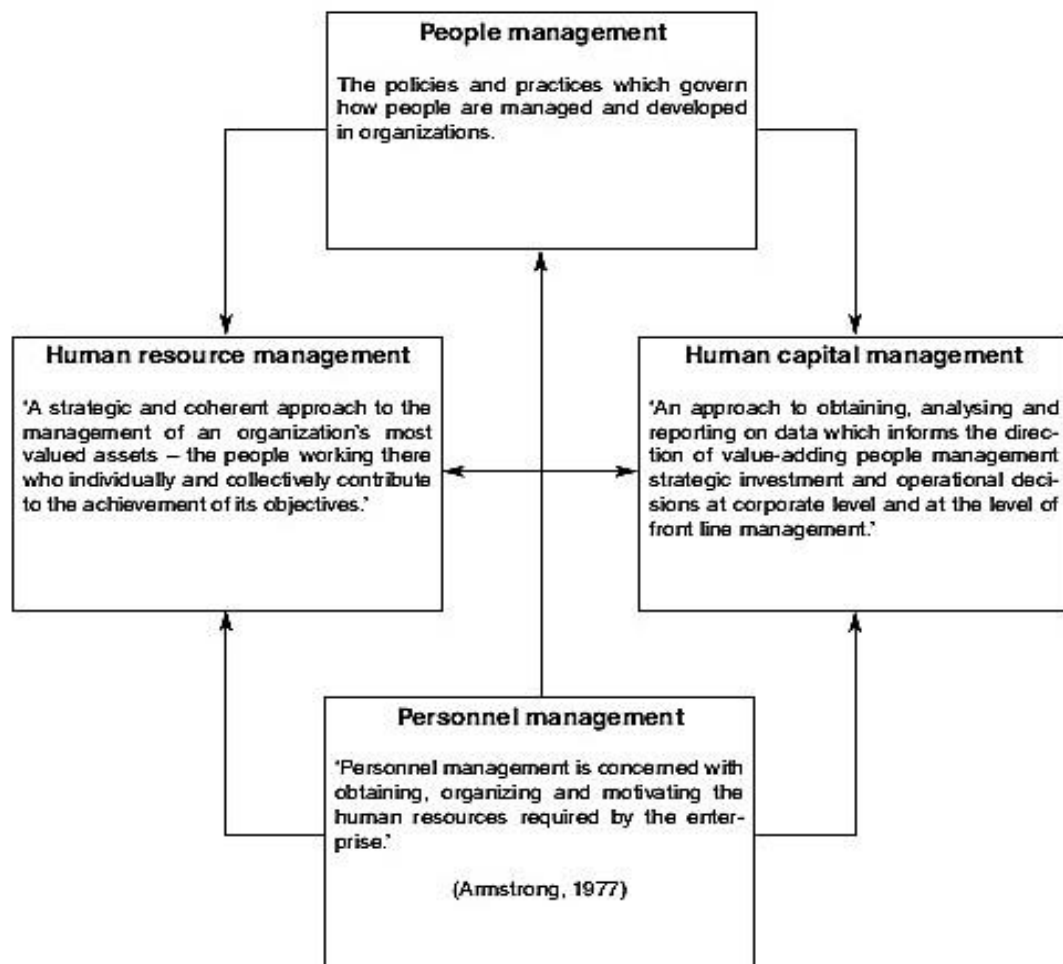 People management
The policies and practices which govern
how people are managed and developed
in organizations.
Human resource management
'A strategic and coherent approach to the
management of an organization's most
valued assets – the people working there
who individually and collectively contribute
to the achievement of its objectives.'
Human capital management
'An approach to obtaining, analysing and
reporting on data which informs the direc-
tion of value-adding people management
strategic investment and operational deci-
sions at corporate level and at the level of
front line management.'
Personnel management
'Personnel management is concerned with
obtaining, organizing and motivating the
human resources required by the enter-
prise.'
(Armstrong, 1977)